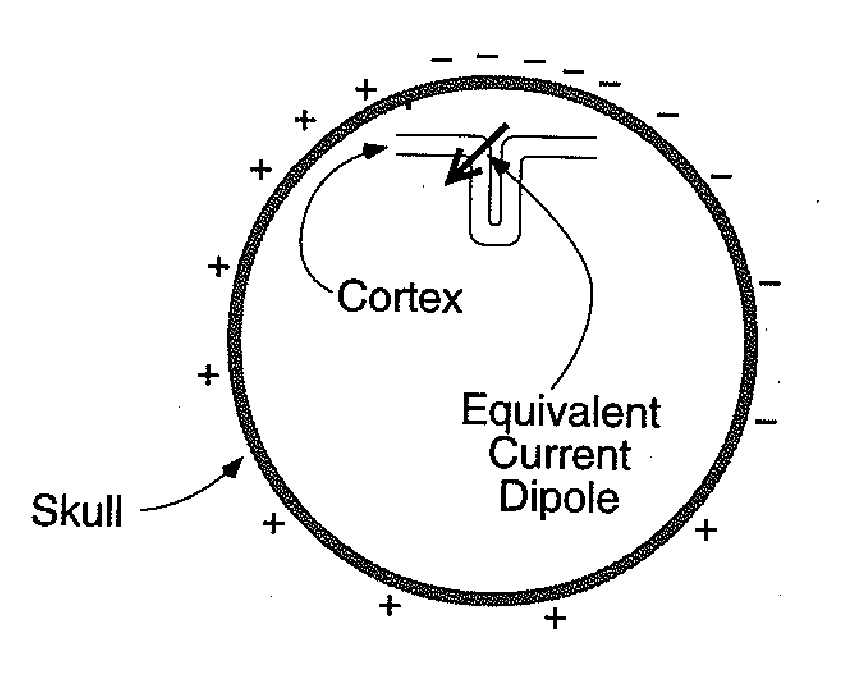 − − − − −
+ −
+ −
+ −
+ −
Cortex
+ −
Equivalent
Current
Dipole
Skull
+ +
+ +